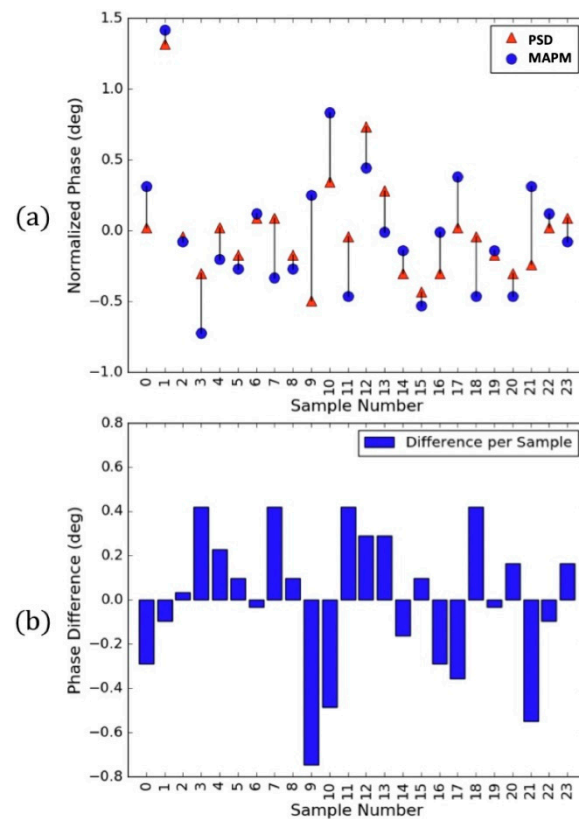 (a)
Normalized Phase (deg)
1.5
1.0
0.5
0.0
−0.5
−1.0
PSD
MAPM
0 1 2 3 4 5 6 7 8 9 10 11 12 13 14 15 16 17 18 19 20 21 22 23
Sample Number
(b)
Phase Difference (deg)
0.8
0.6
0.4
0.2
0.0
−0.2
−0.4
−0.6
−0.8
Difference per Sample
0 1 2 3 4 5 6 7 8 9 10 11 12 13 14 15 16 17 18 19 20 21 22 23
Sample Number